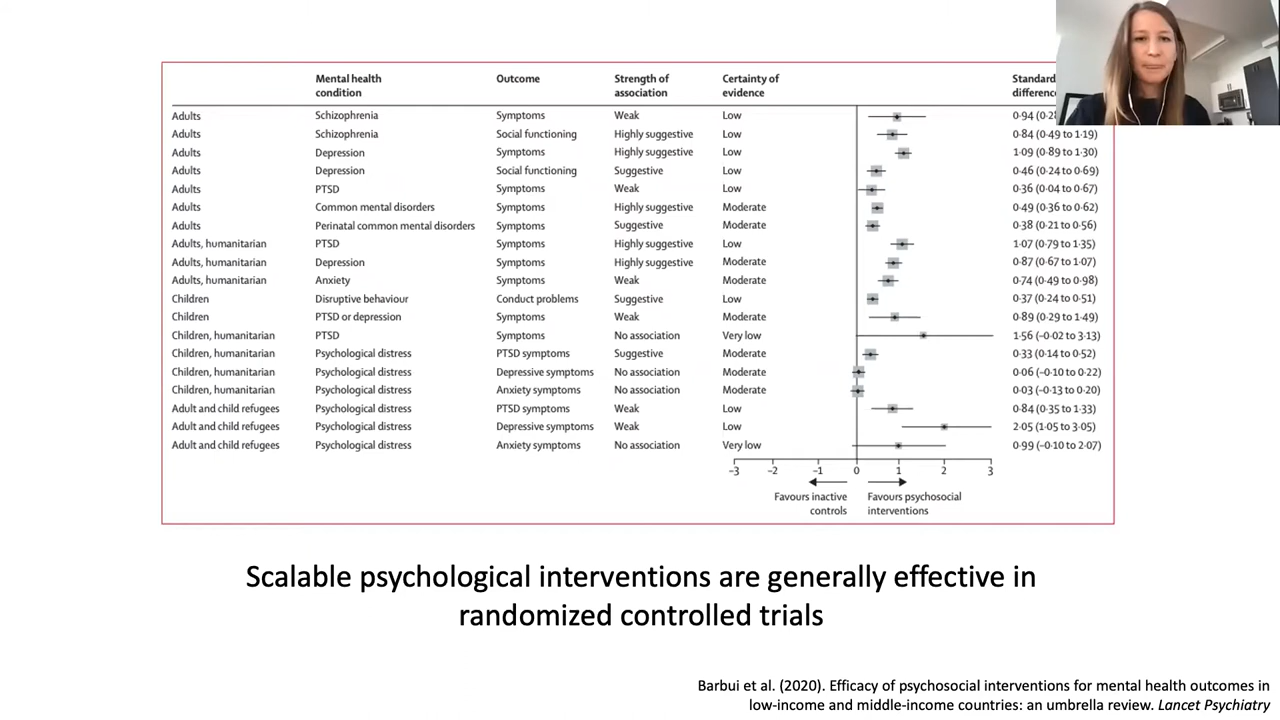 Mental health condition Outcome Strength of association Certainty of evidence
Adults Schizophrenia Symptoms Weak Low
Adults Schizophrenia Social functioning Highly suggestive Low 0·84 (0·49 to 1·19)
Adults Depression Symptoms Highly suggestive Low 1·09 (0·89 to 1·30)
Adults Depression Social functioning Suggestive Low 0·46 (0·24 to 0·69)
Adults PTSD Symptoms Weak Low 0·36 (0·04 to 0·67)
Adults Common mental disorders Symptoms Highly suggestive Moderate 0·49 (0·36 to 0·62)
Adults Perinatal common mental disorders Symptoms Suggestive Moderate 0·38 (0·21 to 0·56)
Adults, humanitarian PTSD Symptoms Highly suggestive Low 1·07 (0·79 to 1·35)
Adults, humanitarian Depression Symptoms Highly suggestive Moderate 0·87 (0·67 to 1·07)
Adults, humanitarian Anxiety Symptoms Weak Moderate 0·74 (0·49 to 0·98)
Children Disruptive behaviour Conduct problems Suggestive Low 0·37 (0·24 to 0·51)
Children PTSD or depression Symptoms Weak Moderate 0·89 (0·29 to 1·49)
Children, humanitarian PTSD Symptoms No association Very low 1·56 (–0·02 to 3·13)
Children, humanitarian Psychological distress PTSD symptoms Suggestive Moderate 0·33 (0·14 to 0·52)
Children, humanitarian Psychological distress Depressive symptoms No association Moderate 0·06 (–0·10 to 0·22)
Children, humanitarian Psychological distress Anxiety symptoms No association Moderate 0·03 (–0·13 to 0·20)
Adult and child refugees Psychological distress PTSD symptoms Weak Low 0·84 (0·35 to 1·33)
Adult and child refugees Psychological distress Depressive symptoms Weak Low 2·05 (1·05 to 3·05)
Adult and child refugees Psychological distress Anxiety symptoms No association Very low 0·99 (–0·10 to 2·07)
–3 –2 –1 0 1 2 3
Favours inactive controls Favours psychosocial interventions
Scalable psychological interventions are generally effective in
randomized controlled trials
Barbui et al. (2020). Efficacy of psychosocial interventions for mental health outcomes in
low-income and middle-income countries: an umbrella review. Lancet Psychiatry